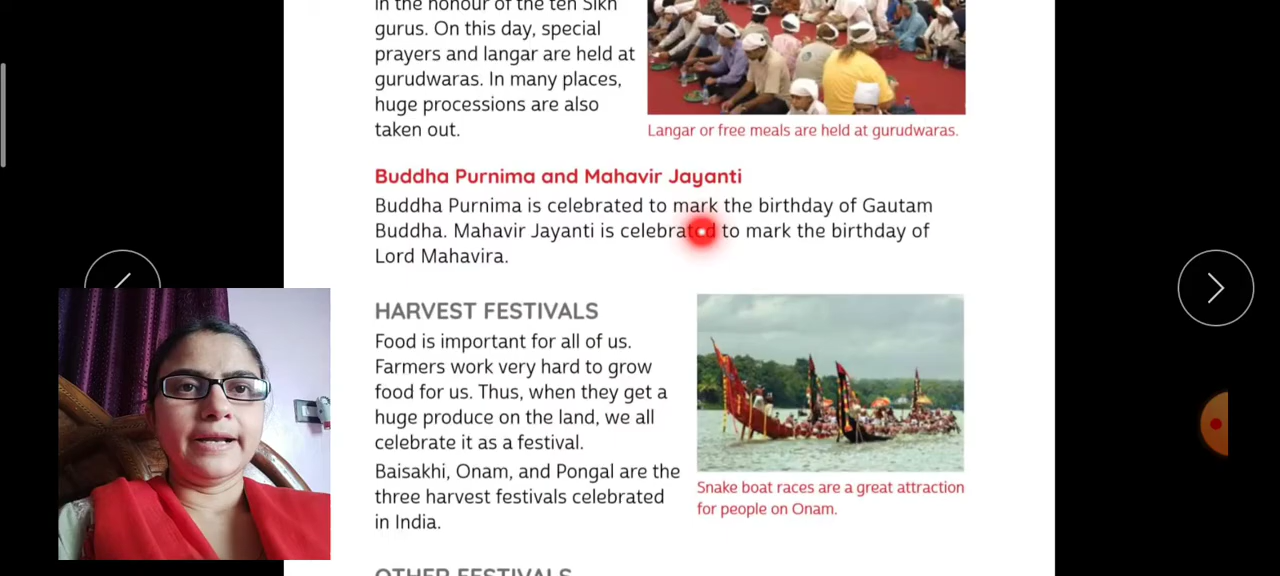 in the honour of the ten Sikh
gurus. On this day, special
prayers and langar are held at
gurudwaras. In many places,
huge processions are also
taken out.
Langar or free meals are held at gurudwaras.
Buddha Purnima and Mahavir Jayanti
Buddha Purnima is celebrated to mark the birthday of Gautam
Buddha. Mahavir Jayanti is celebrated to mark the birthday of
Lord Mahavira.
HARVEST FESTIVALS
Food is important for all of us.
Farmers work very hard to grow
food for us. Thus, when they get a
huge produce on the land, we all
celebrate it as a festival.
Baisakhi, Onam, and Pongal are the
three harvest festivals celebrated
in India.
Snake boat races are a great attraction
for people on Onam.
OTHER FESTIVALS